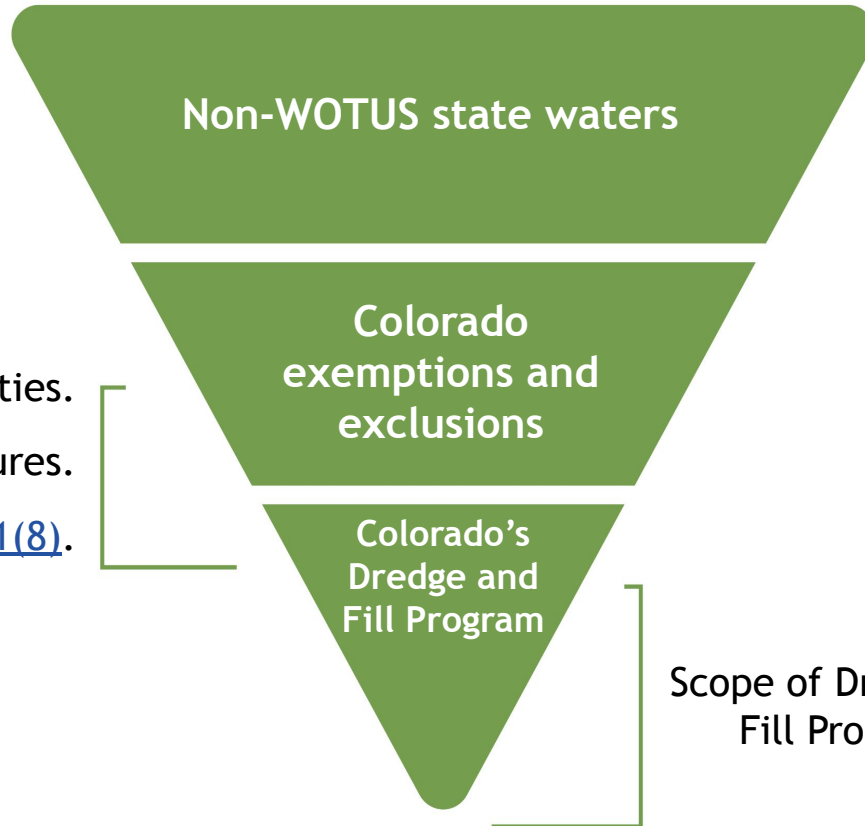 Non-WOTUS state waters
Colorado
exemptions and
exclusions
ties.
ures.
1(8).
Colorado’s
Dredge and
Fill Program
Scope of Dr
Fill Pro